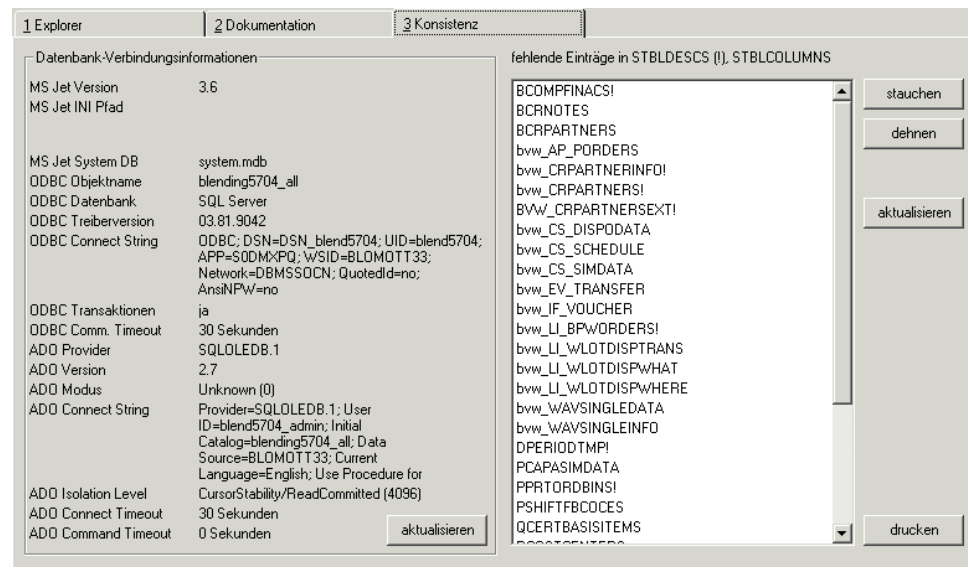 1 Explorer
2 Dokumentation
3 Konsistenz
Datenbank-Verbindungsinformationen
MS Jet Version 3.6
MS Jet INI Pfad
MS Jet System DB system.mdb
ODBC Objektname blending5704_all
ODBC Datenbank SQL Server
ODBC Treiberversion 03.81.9042
ODBC Connect String ODBC; DSN=DSN_blend5704; UID=blend5704;
APP=S0DMXPQ; WSID=BLOMOTT33;
Network=DBMSSOCN; QuotedId=no;
AnsiNPW=no
ODBC Transaktionen ja
ODBC Comm. Timeout 30 Sekunden
ADO Provider SQLOLEDB.1
ADO Version 2.7
ADO Modus Unknown (0)
ADO Connect String Provider=SQLOLEDB.1; User
ID=blend5704_admin; Initial
Catalog=blending5704_all; Data
Source=BLOMOTT33; Current
Language=English; Use Procedure for
ADO Isolation Level CursorStability/ReadCommitted (4096)
ADO Connect Timeout 30 Sekunden
ADO Command Timeout 0 Sekunden
aktualisieren
fehlende Einträge in STBLDESCS (!), STBLCOLUMNS
BCOMPFINACS!
BCRNOTES
BCRPARTNERS
bvw_AP_PORDERS
bvw_CRPARTNERINFO!
bvw_CRPARTNERS!
BVW_CRPARTNERSEXT!
bvw_CS_DISPODATA
bvw_CS_SCHEDULE
bvw_CS_SIMDATA
bvw_EV_TRANSFER
bvw_IF_VOUCHER
bvw_LI_BPWORDERS!
bvw_LI_WLOTDISPTRANS
bvw_LI_WLOTDISPWHAT
bvw_LI_WLOTDISPWHERE
bvw_WAVSINGLEDATA
bvw_WAVSINGLEINFO
DPERIODTMP!
PCAPASIMDATA
PPRTORDBINS!
PSHIFTFBCOCES
QCERTBASISITEMS
stauchen
dehnen
aktualisieren
drucken